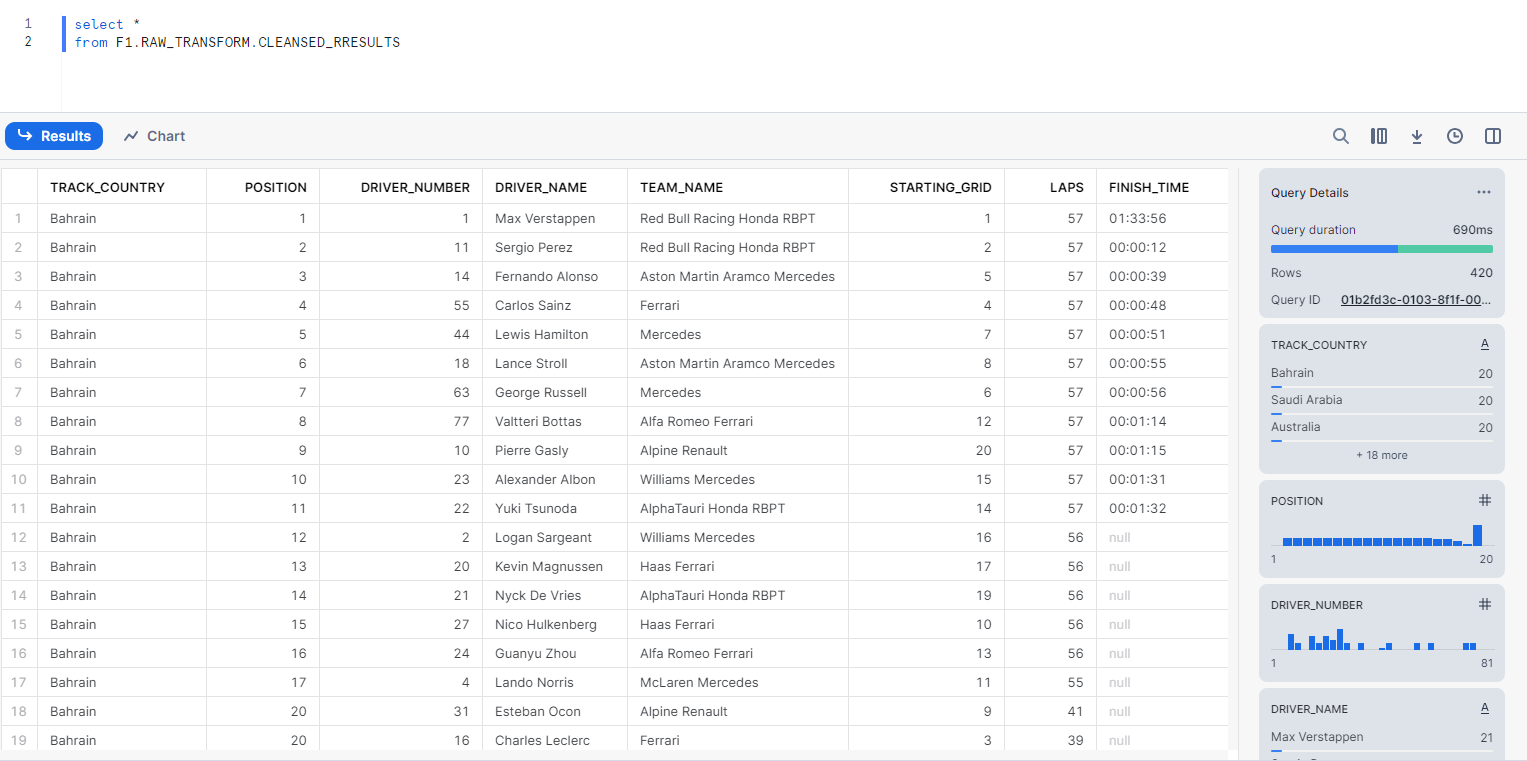 1 select *
2 from F1.RAW_TRANSFORM.CLEANSED_RRESULTS
Results Chart
TRACK_COUNTRY POSITION DRIVER_NUMBER DRIVER_NAME TEAM_NAME STARTING_GRID LAPS FINISH_TIME
1 Bahrain 1 1 Max Verstappen Red Bull Racing Honda RBPT 1 57 01:33:56
2 Bahrain 2 11 Sergio Perez Red Bull Racing Honda RBPT 2 57 00:00:12
3 Bahrain 3 14 Fernando Alonso Aston Martin Aramco Mercedes 5 57 00:00:39
4 Bahrain 4 55 Carlos Sainz Ferrari 4 57 00:00:48
5 Bahrain 5 44 Lewis Hamilton Mercedes 7 57 00:00:51
6 Bahrain 6 18 Lance Stroll Aston Martin Aramco Mercedes 8 57 00:00:55
7 Bahrain 7 63 George Russell Mercedes 6 57 00:00:56
8 Bahrain 8 77 Valtteri Bottas Alfa Romeo Ferrari 12 57 00:01:14
9 Bahrain 9 10 Pierre Gasly Alpine Renault 20 57 00:01:15
10 Bahrain 10 23 Alexander Albon Williams Mercedes 15 57 00:01:31
11 Bahrain 11 22 Yuki Tsunoda AlphaTauri Honda RBPT 14 57 00:01:32
12 Bahrain 12 2 Logan Sargeant Williams Mercedes 16 56 null
13 Bahrain 13 20 Kevin Magnussen Haas Ferrari 17 56 null
14 Bahrain 14 21 Nyck De Vries AlphaTauri Honda RBPT 19 56 null
15 Bahrain 15 27 Nico Hulkenberg Haas Ferrari 10 56 null
16 Bahrain 16 24 Guanyu Zhou Alfa Romeo Ferrari 13 56 null
17 Bahrain 17 4 Lando Norris McLaren Mercedes 11 55 null
18 Bahrain 20 31 Esteban Ocon Alpine Renault 9 41 null
19 Bahrain 20 16 Charles Leclerc Ferrari 3 39 null
Query Details ...
Query duration 690ms
Rows 420
Query ID 01b2fd3c-0103-8f1f-00...
TRACK_COUNTRY A
Bahrain 20
Saudi Arabia 20
Australia 20
+ 18 more
POSITION #
1 20
DRIVER_NUMBER #
1 81
DRIVER_NAME A
Max Verstappen 21